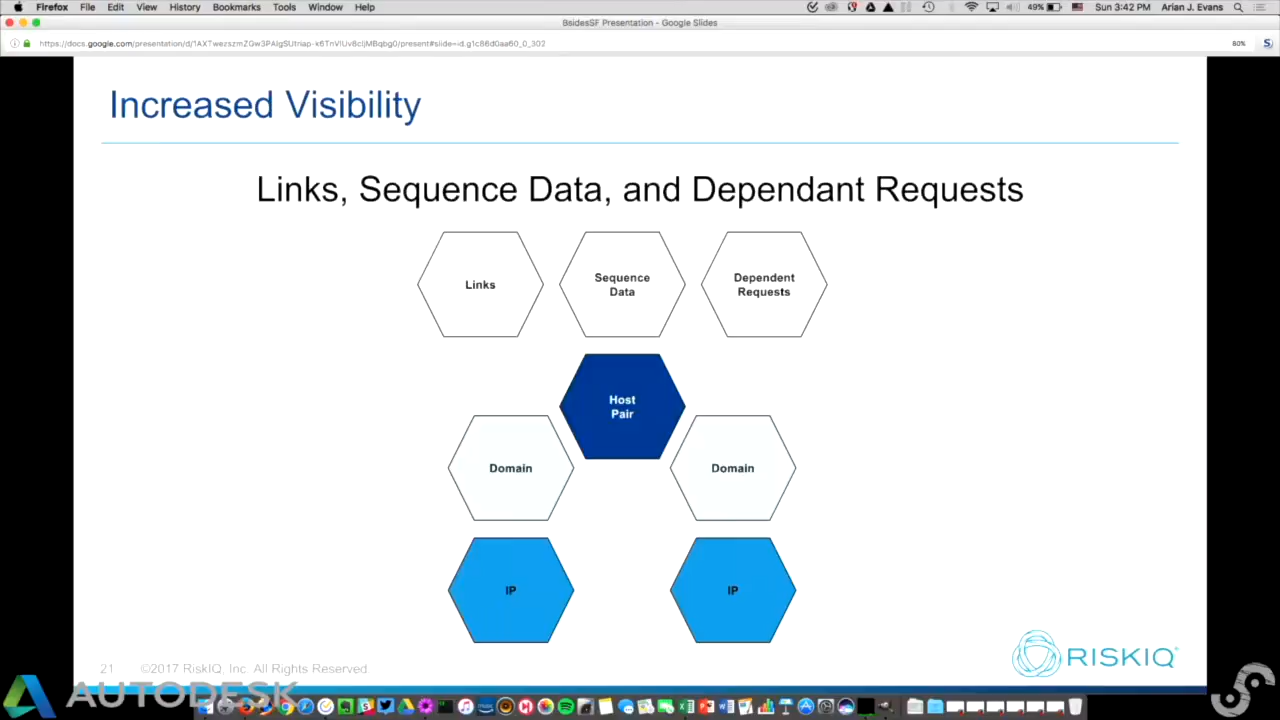 Firefox File Edit View History Bookmarks Tools Window Help 49% Sun 3:42 PM Arian J. Evans
BsidesSF Presentation - Google Slides
80%
Increased Visibility
Links, Sequence Data, and Dependant Requests
Links
Sequence
Data
Dependent
Requests
Host
Pair
Domain
Domain
IP
IP
21 ©2017 RiskIQ, Inc. All Rights Reserved.
RISKIQ
AUTODESK